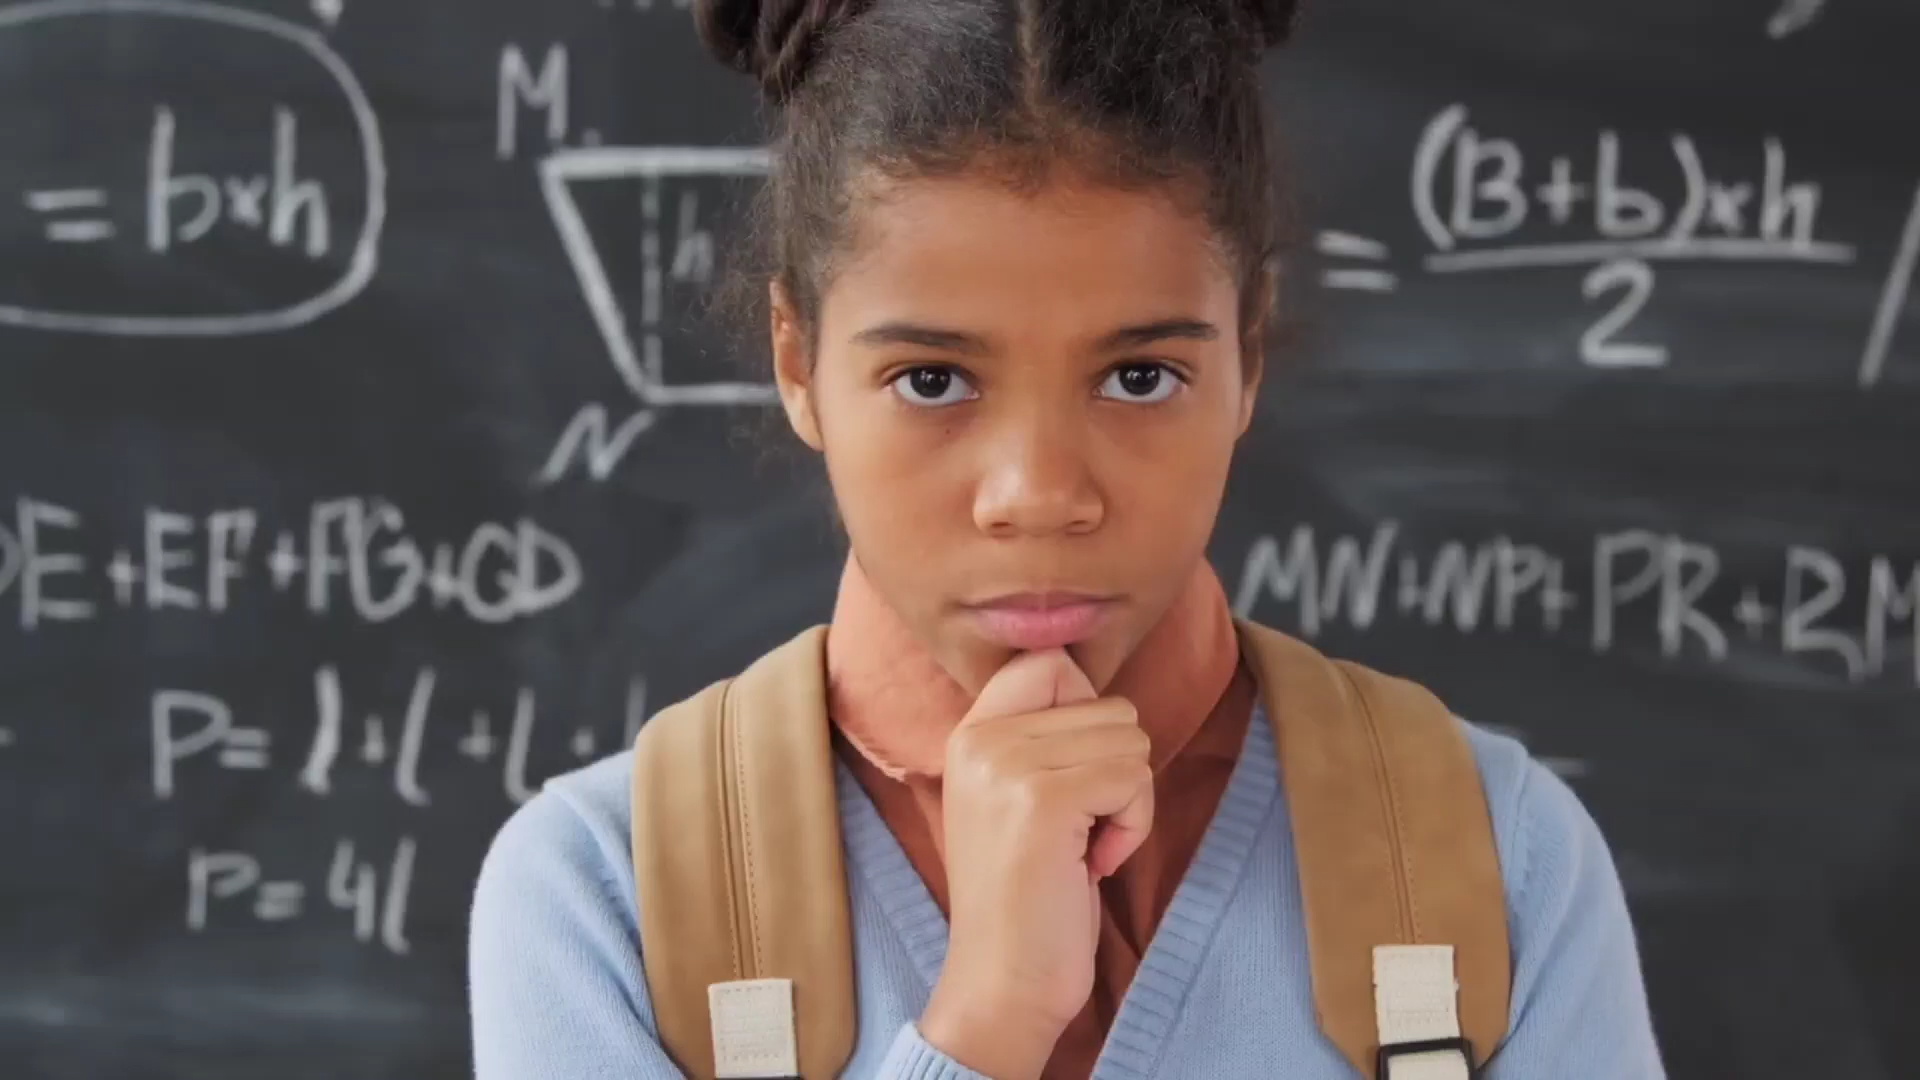 = b×h
M
h
N
= (B+b)×h
2
DE+EF+FG+GD
MN+NP+PR+RM
P= l+l+l+l
P=4l